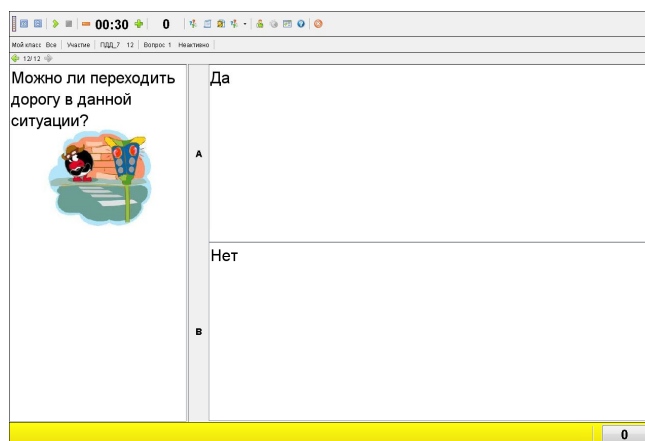 00:30 0
Мой класс Все Участие ПДД_7 12 Вопрос 1 Неактивно
12/12
Можно ли переходить
дорогу в данной
ситуации?
A
Да
B
Нет
0